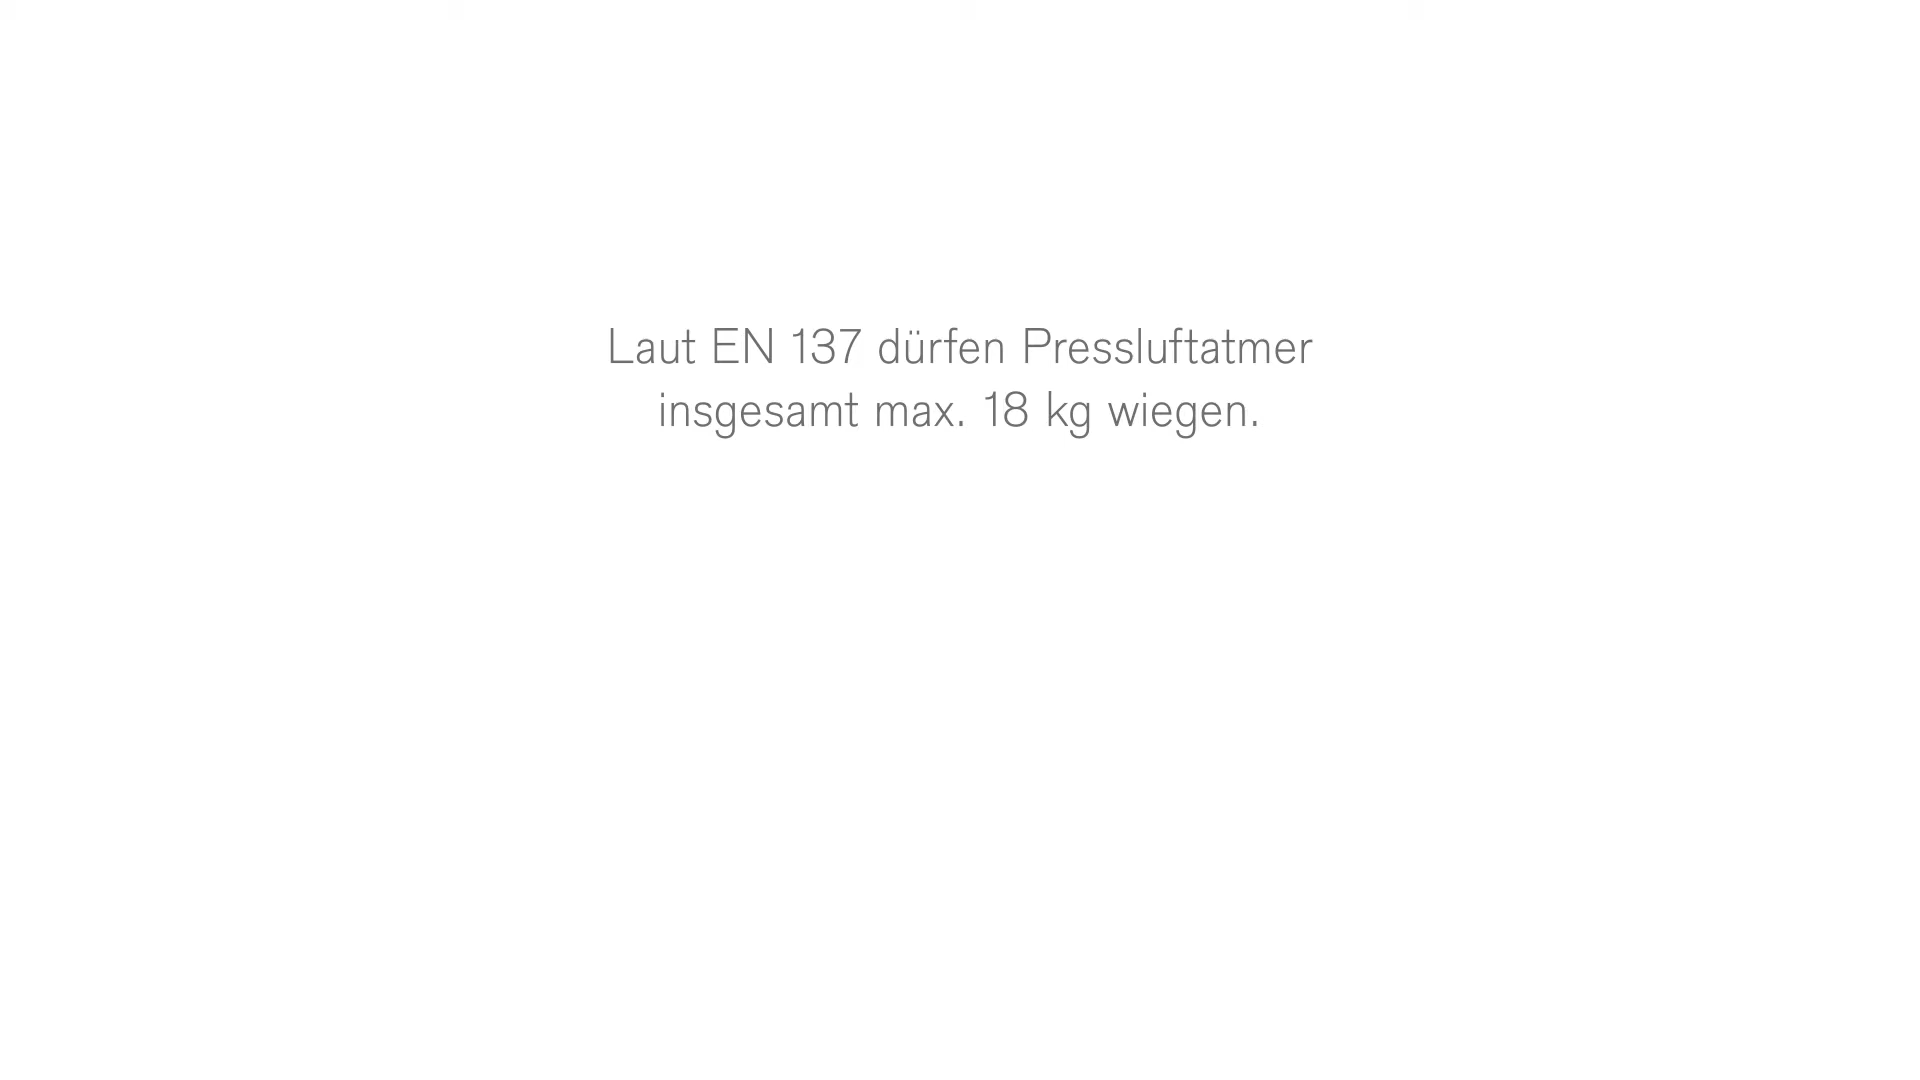 Laut EN 137 dürfen Pressluftatmer
insgesamt max. 18 kg wiegen.